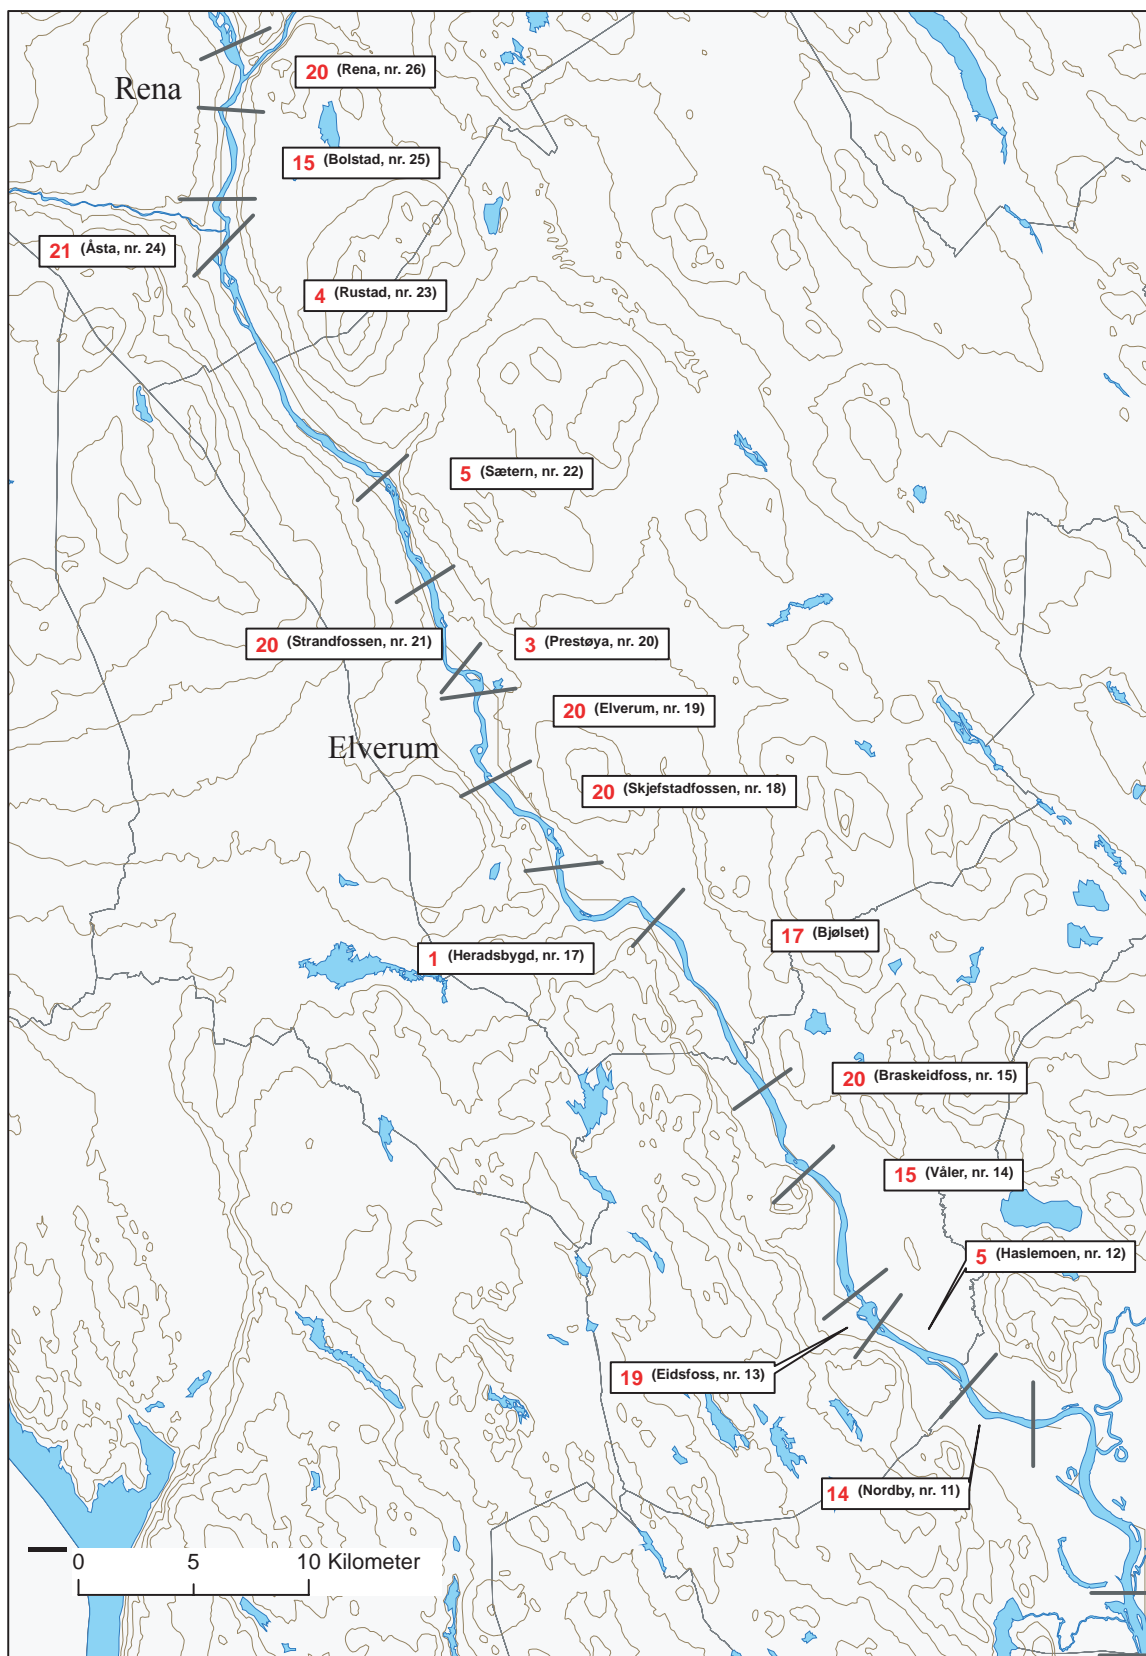 20 (Rena, nr. 26)
Rena
15 (Bolstad, nr. 25)
21 (Åsta, nr. 24)
4 (Rustad, nr. 23)
5 (Sætern, nr. 22)
20 (Strandfossen, nr. 21)
3 (Prestøya, nr. 20)
20 (Elverum, nr. 19)
Elverum
20 (Skjefstadfossen, nr. 18)
17 (Bjølset)
1 (Heradsbygd, nr. 17)
20 (Braskeidfoss, nr. 15)
15 (Våler, nr. 14)
5 (Haslemoen, nr. 12)
19 (Eidsfoss, nr. 13)
14 (Nordby, nr. 11)
0 5 10 Kilometer